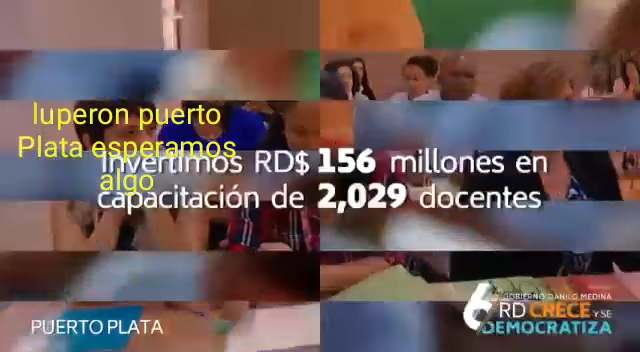 luperon puerto
Plata esperamos
algo
Invertimos RD$ 156 millones en
capacitación de 2,029 docentes
PUERTO PLATA
6 GOBIERNO DANILO MEDINA
RD CRECE Y SE
DEMOCRATIZA